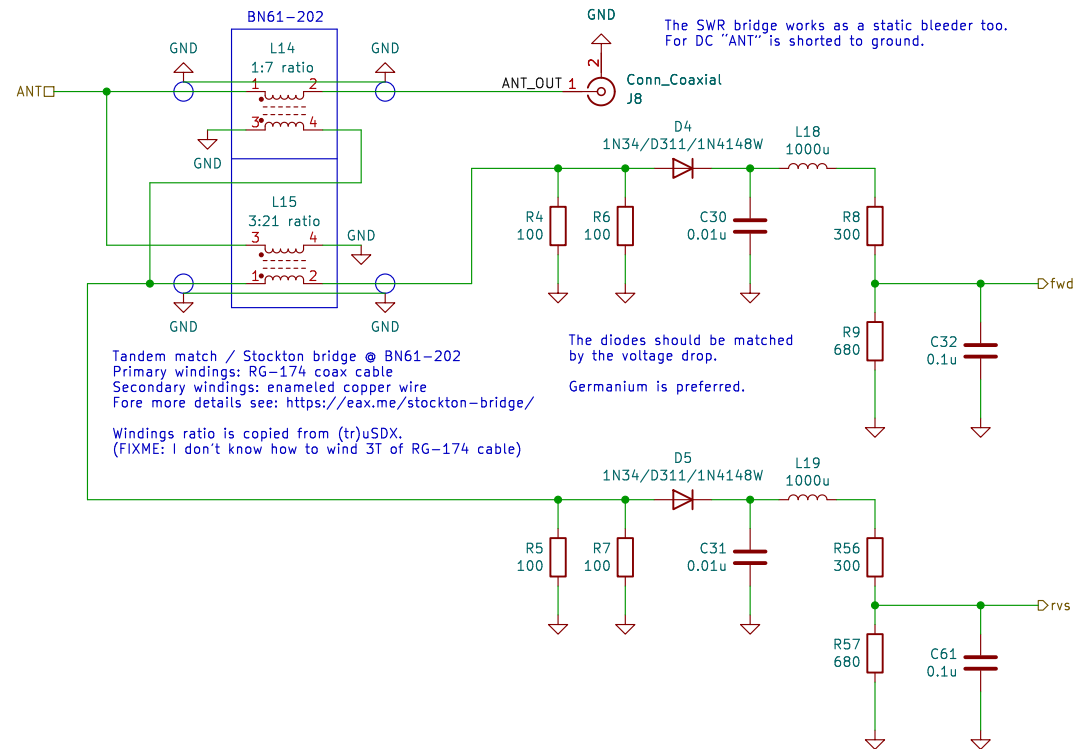 BN61-202
GND
The SWR bridge works as a static bleeder too.
For DC "ANT" is shorted to ground.
GND
L14
GND
1:7 ratio
2
Conn_Coaxial
ANT
1
2
ANT_OUT
1
J8
3
4
D4
1N34/D311/1N4148W
L18
1000u
GND
L15
3:21 ratio
R4
100
R6
100
C30
0.01u
R8
300
3
4
GND
1
2
fwd
GND
GND
The diodes should be matched
by the voltage drop.
Germanium is preferred.
R9
680
C32
0.1u
Tandem match / Stockton bridge @ BN61-202
Primary windings: RG-174 coax cable
Secondary windings: enameled copper wire
Fore more details see: https://eax.me/stockton-bridge/
Windings ratio is copied from (tr)uSDX.
(FIXME: I don't know how to wind 3T of RG-174 cable)
D5
1N34/D311/1N4148W
L19
1000u
R5
100
R7
100
C31
0.01u
R56
300
rvs
R57
680
C61
0.1u